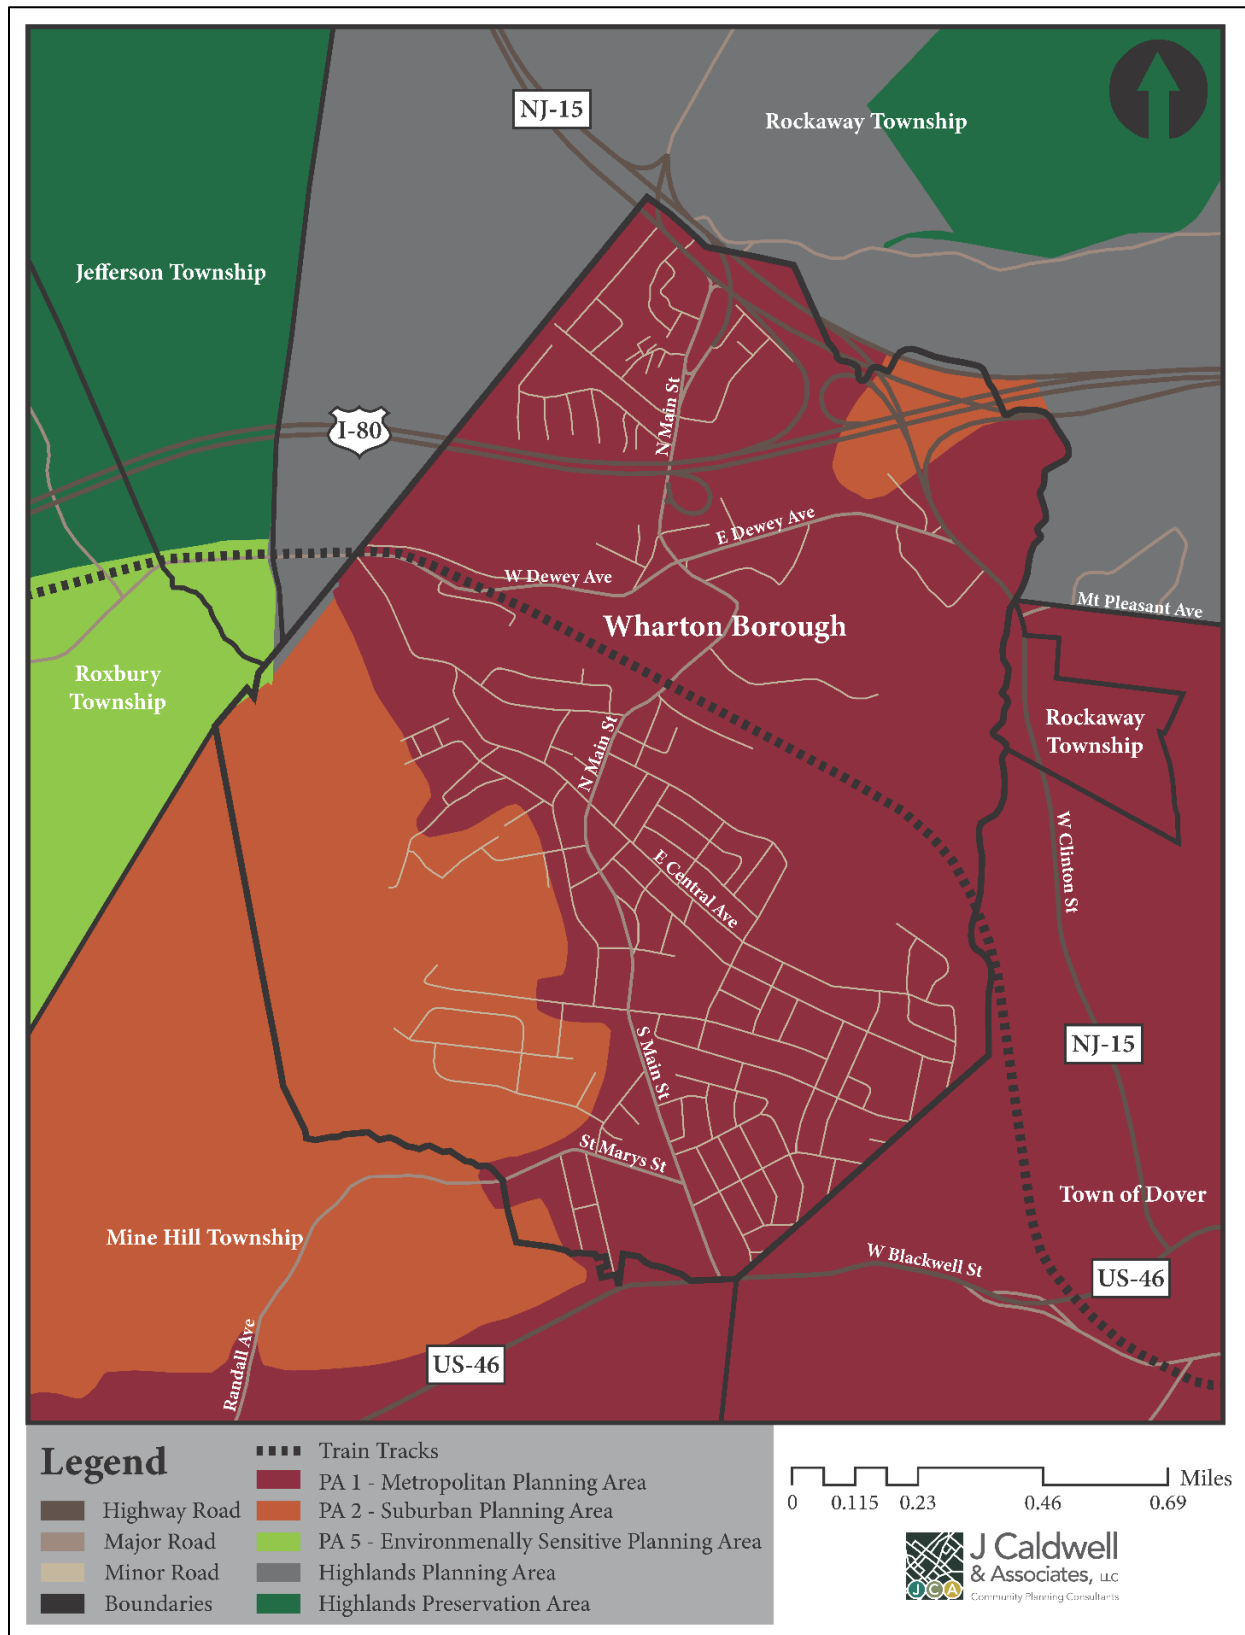 NJ-15
Rockaway Township
Jefferson Township
I-80
N Main St
E Dewey Ave
W Dewey Ave
Mt Pleasant Ave
Wharton Borough
Roxbury
Township
Rockaway
Township
N Main St
W Clinton St
E Central Ave
NJ-15
S Main St
St Marys St
Town of Dover
Mine Hill Township
W Blackwell St
US-46
Randall Ave
US-46
Legend
Highway Road
Major Road
Minor Road
Boundaries
Train Tracks
PA 1 - Metropolitan Planning Area
PA 2 - Suburban Planning Area
PA 5 - Environmenally Sensitive Planning Area
Highlands Planning Area
Highlands Preservation Area
Miles
0 0.115 0.23 0.46 0.69
JCA
J Caldwell
& Associates, LLC
Community Planning Consultants